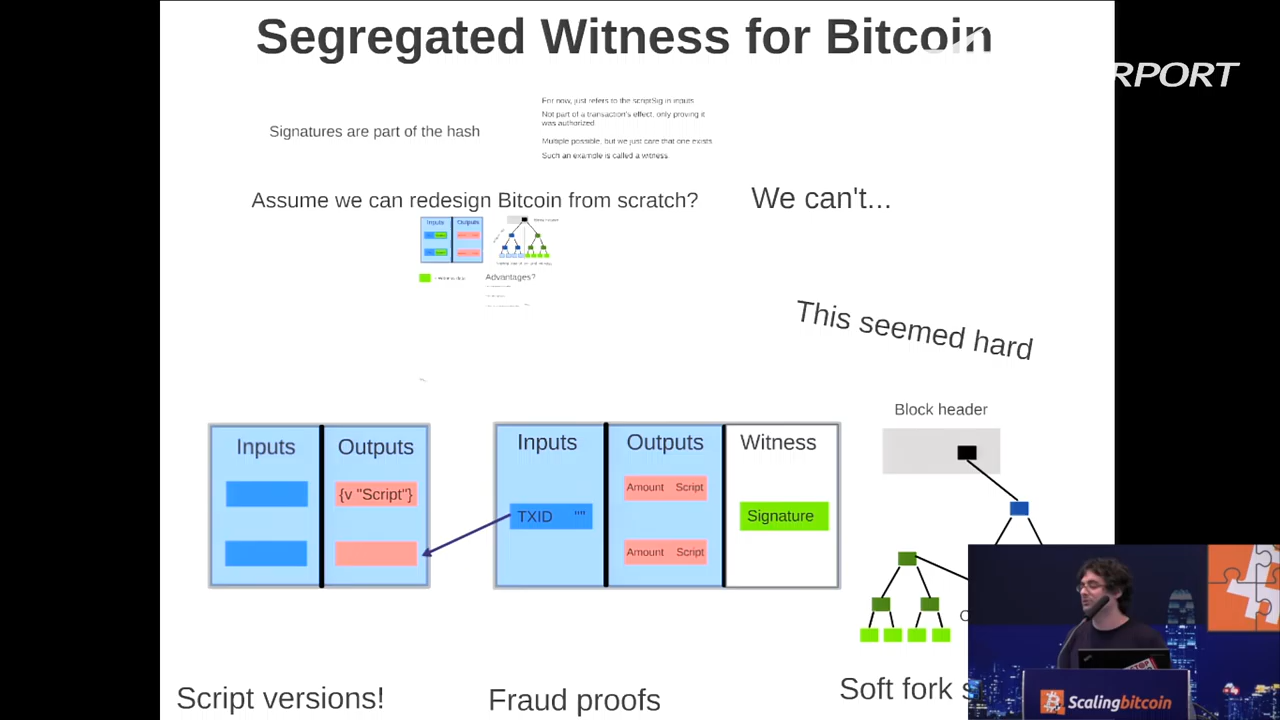 Segregated Witness for Bitcoin
RPORT
For now, just refers to the scriptSig in inputs
Not part of a transaction's effect, only proving it
was authorized
Signatures are part of the hash
Multiple possible, but we just care that one exists
Such an example is called a witness
Assume we can redesign Bitcoin from scratch?
We can't...
Inputs Outputs
Advantages?
This seemed hard
Block header
Inputs Outputs
Inputs Outputs Witness
{v "Script"}
Amount Script
TXID ""
Signature
Amount Script
Script versions!
Fraud proofs
Soft fork
Scalingbitcoin